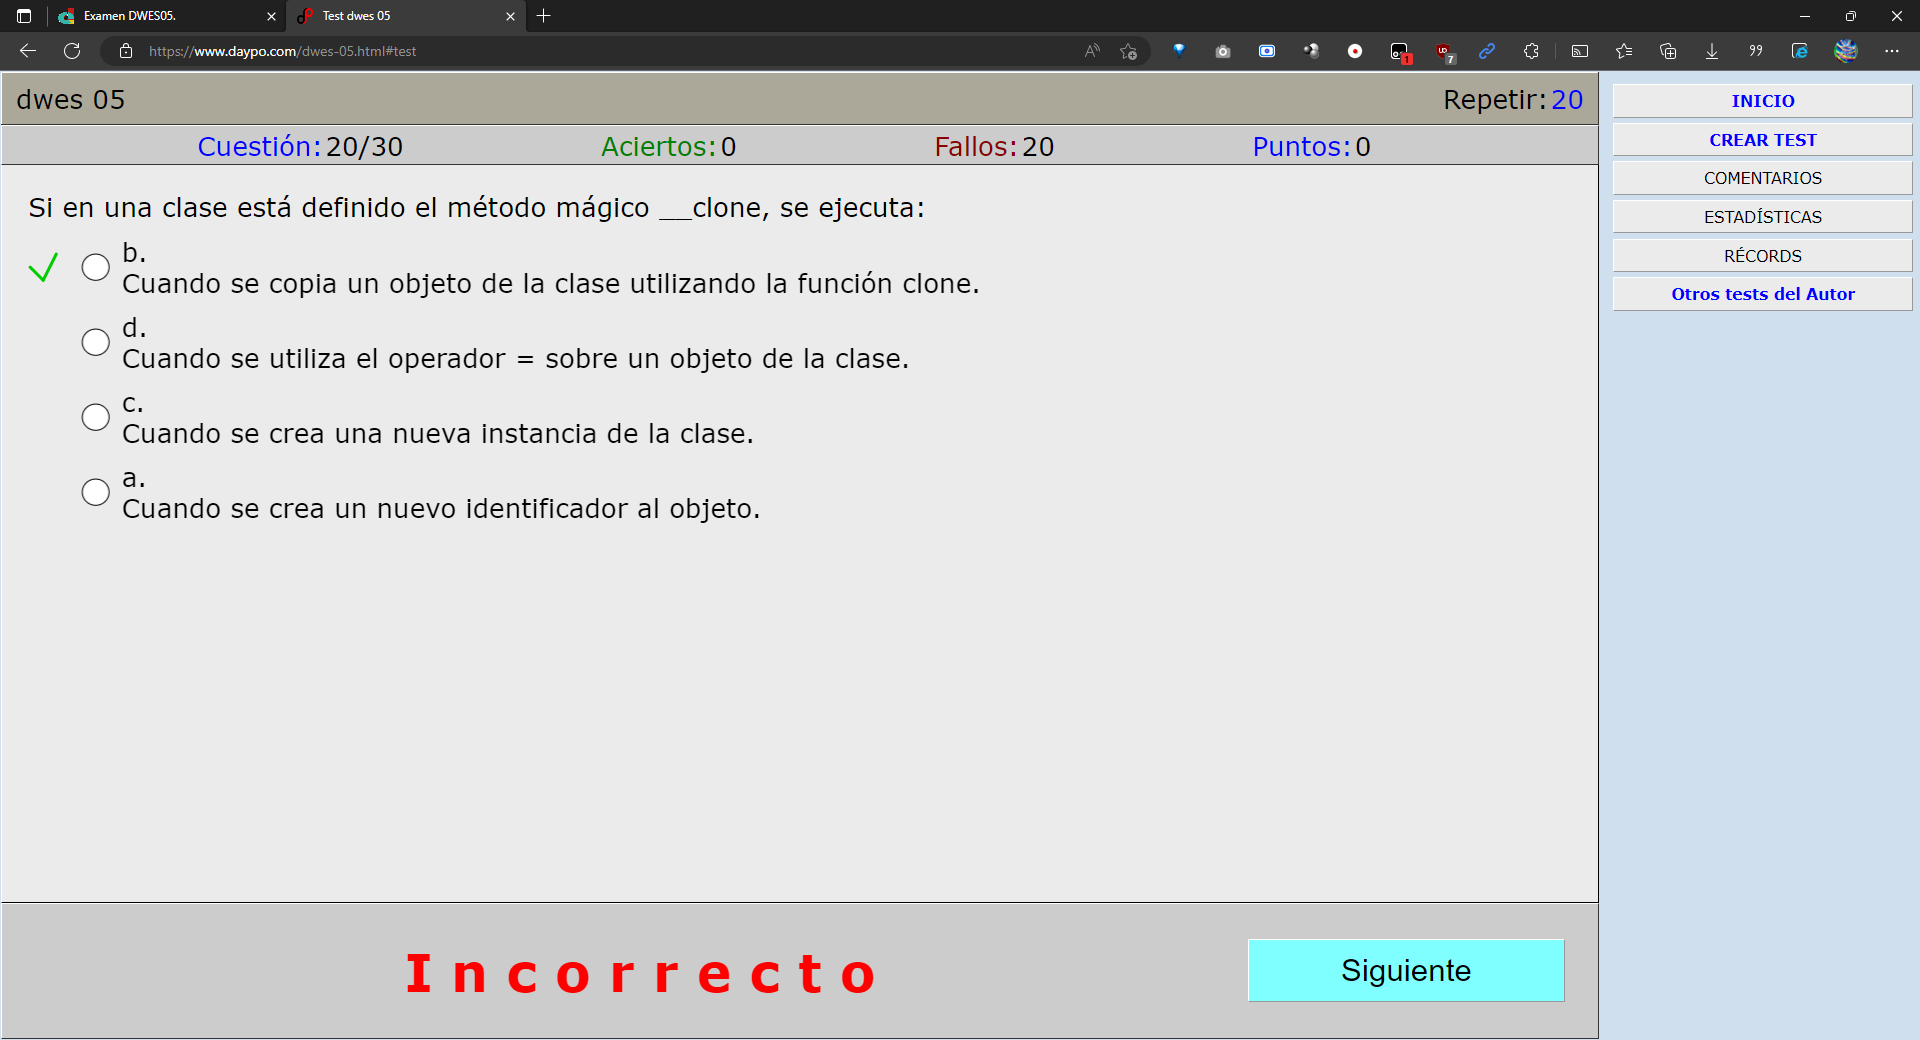 Examen DWES05.
Test dwes 05
https://www.daypo.com/dwes-05.html#test
1
7
dwes 05
Repetir: 20
Cuestión: 20/30
Aciertos: 0
Fallos: 20
Puntos: 0
Si en una clase está definido el método mágico __clone, se ejecuta:
b.
Cuando se copia un objeto de la clase utilizando la función clone.
d.
Cuando se utiliza el operador = sobre un objeto de la clase.
c.
Cuando se crea una nueva instancia de la clase.
a.
Cuando se crea un nuevo identificador al objeto.
Incorrecto
Siguiente
INICIO
CREAR TEST
COMENTARIOS
ESTADÍSTICAS
RÉCORDS
Otros tests del Autor